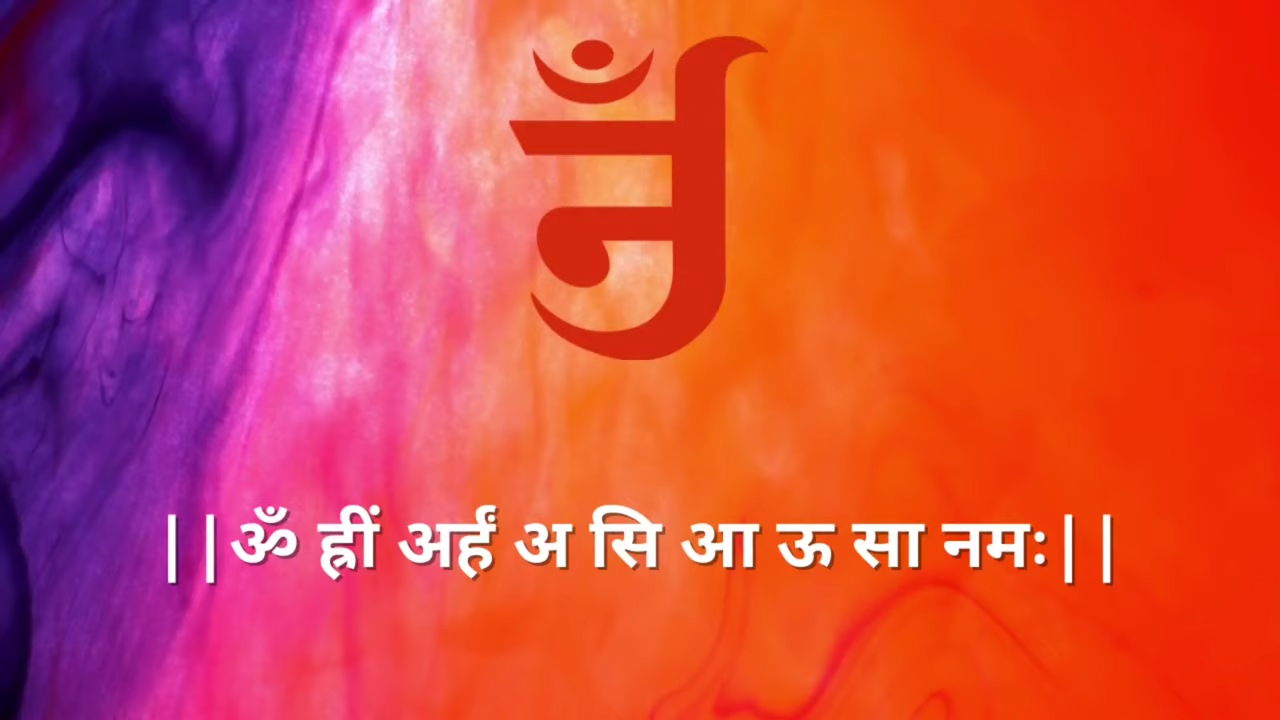 ॐ
||ॐ ह्रीं अर्हं अ सि आ ऊ सा नमः||